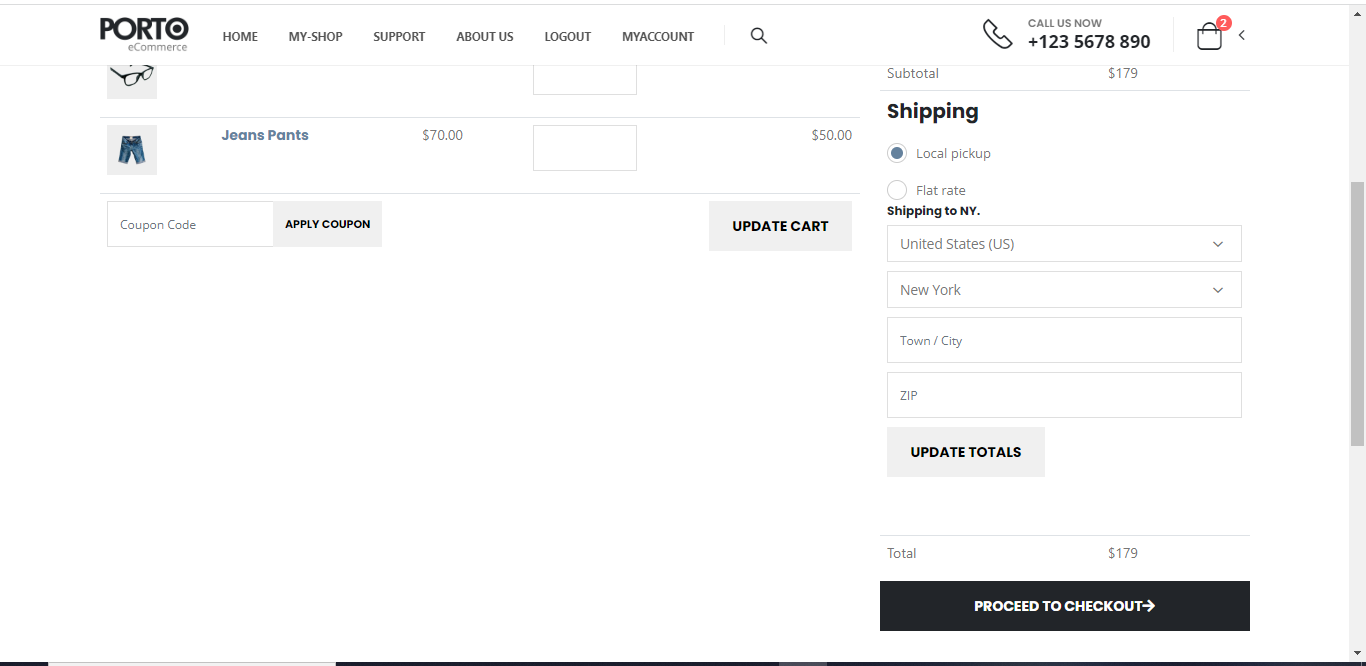 PORTO
eCommerce
HOME MY-SHOP SUPPORT ABOUT US LOGOUT MYACCOUNT
CALL US NOW
+123 5678 890
2
Jeans Pants $70.00 $50.00
Coupon Code APPLY COUPON UPDATE CART
Subtotal $179
Shipping
Local pickup
Flat rate
Shipping to NY.
United States (US)
New York
Town / City
ZIP
UPDATE TOTALS
Total $179
PROCEED TO CHECKOUT→